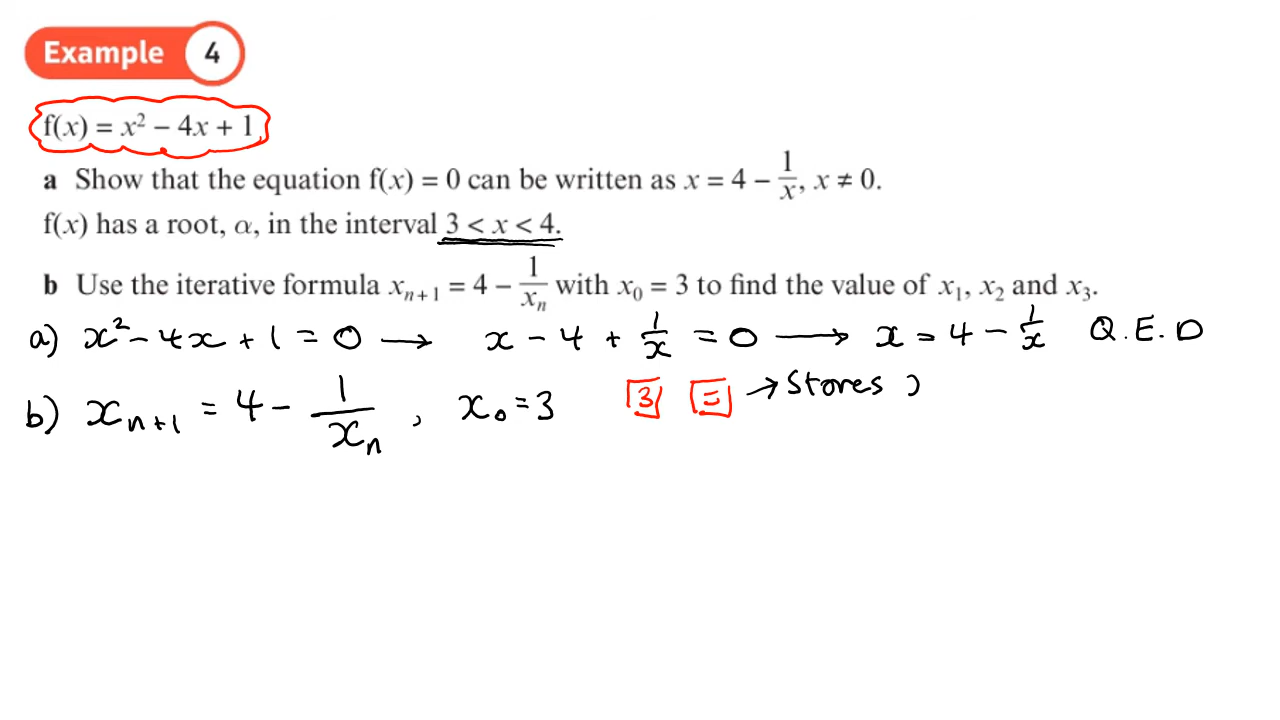 Example 4
f(x) = x² − 4x + 1
a Show that the equation f(x) = 0 can be written as x = 4 − 1/x, x ≠ 0.
f(x) has a root, α, in the interval 3 < x < 4.
b Use the iterative formula xₙ₊₁ = 4 − 1/xₙ with x₀ = 3 to find the value of x₁, x₂ and x₃.
a) x² − 4x + 1 = 0 → x − 4 + 1/x = 0 → x = 4 − 1/x Q.E.D
b) xₙ₊₁ = 4 − 1/xₙ , x₀ = 3 3 = → Stores